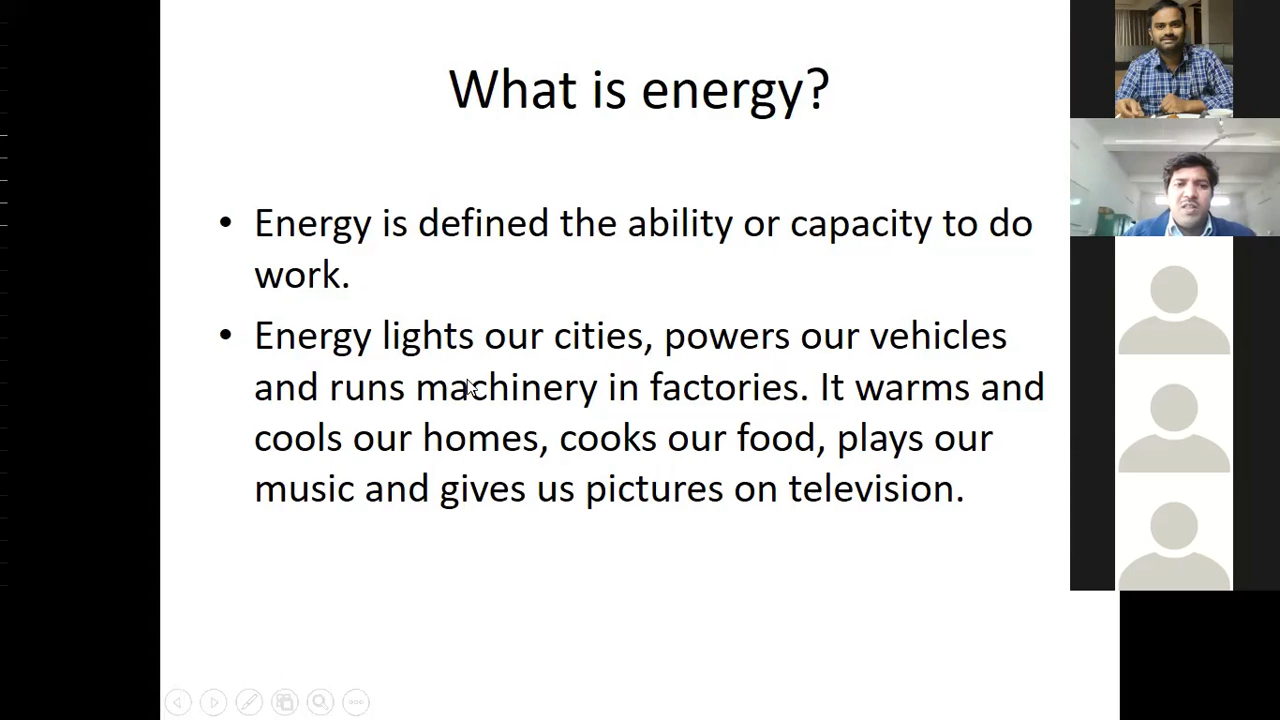 What is energy?
• Energy is defined the ability or capacity to do
work.
• Energy lights our cities, powers our vehicles
and runs machinery in factories. It warms and
cools our homes, cooks our food, plays our
music and gives us pictures on television.